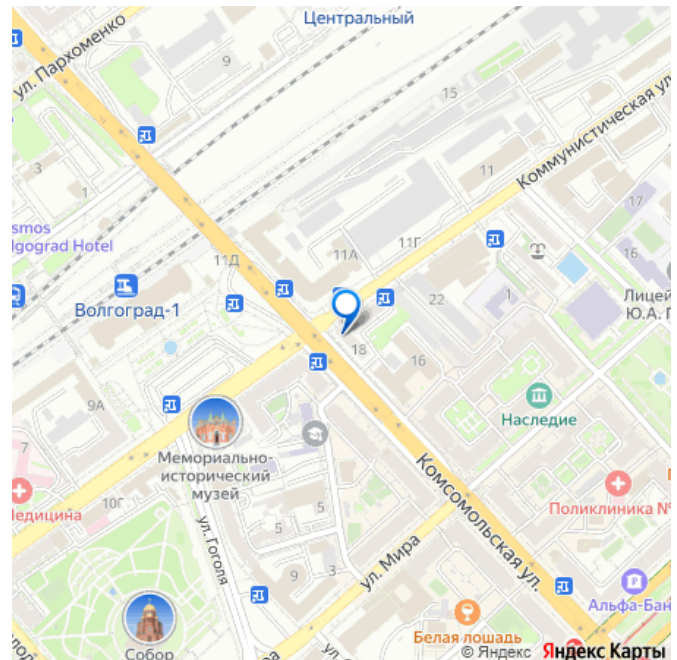 Центральный
ул. Пархоменко
9
15
Коммунистическая ул.
3
1
11
17
smos
lgograd Hotel
11А
11Г
16
11Д
Волгоград-1
22
1
Лицей
Ю.А. Г
18
16
9А
Наследие
Мемориально-
исторический
музей
Медицина
10Г
5
5
Комсомольская ул.
Поликлиника №
ул. Гоголя
ул. Мира
9
3
Альфа-Бан
Собор
Белая лошадь
© Яндекс Яндекс Карты